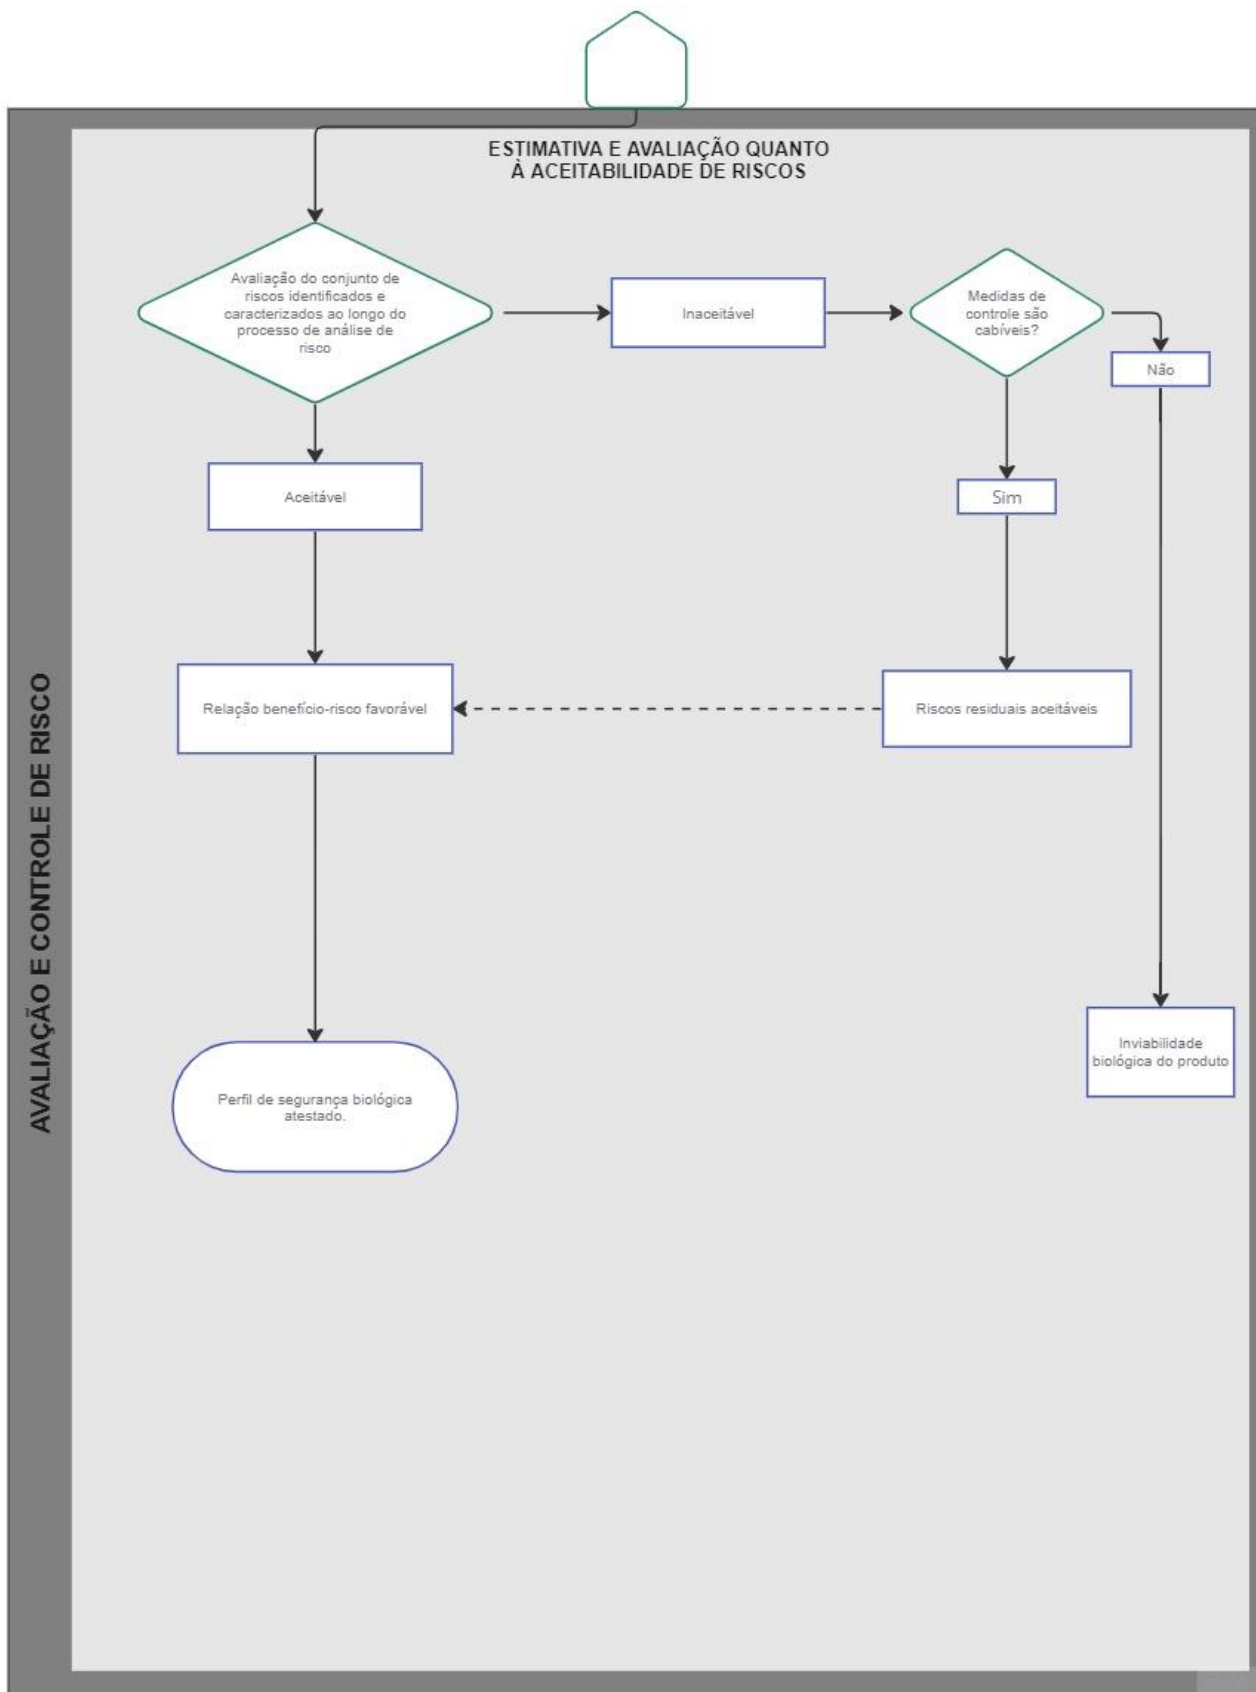 ESTIMATIVA E AVALIAÇÃO QUANTO
À ACEITABILIDADE DE RISCOS
Avaliação do conjunto de
riscos identificados e
caracterizados ao longo do
processo de análise de
risco
Inaceitável
Medidas de
controle são
cabíveis?
Não
Aceitável
Sim
Relação benefício-risco favorável
Riscos residuais aceitáveis
AVALIAÇÃO E CONTROLE DE RISCO
Inviabilidade
biológica do produto
Perfil de segurança biológica
atestado.